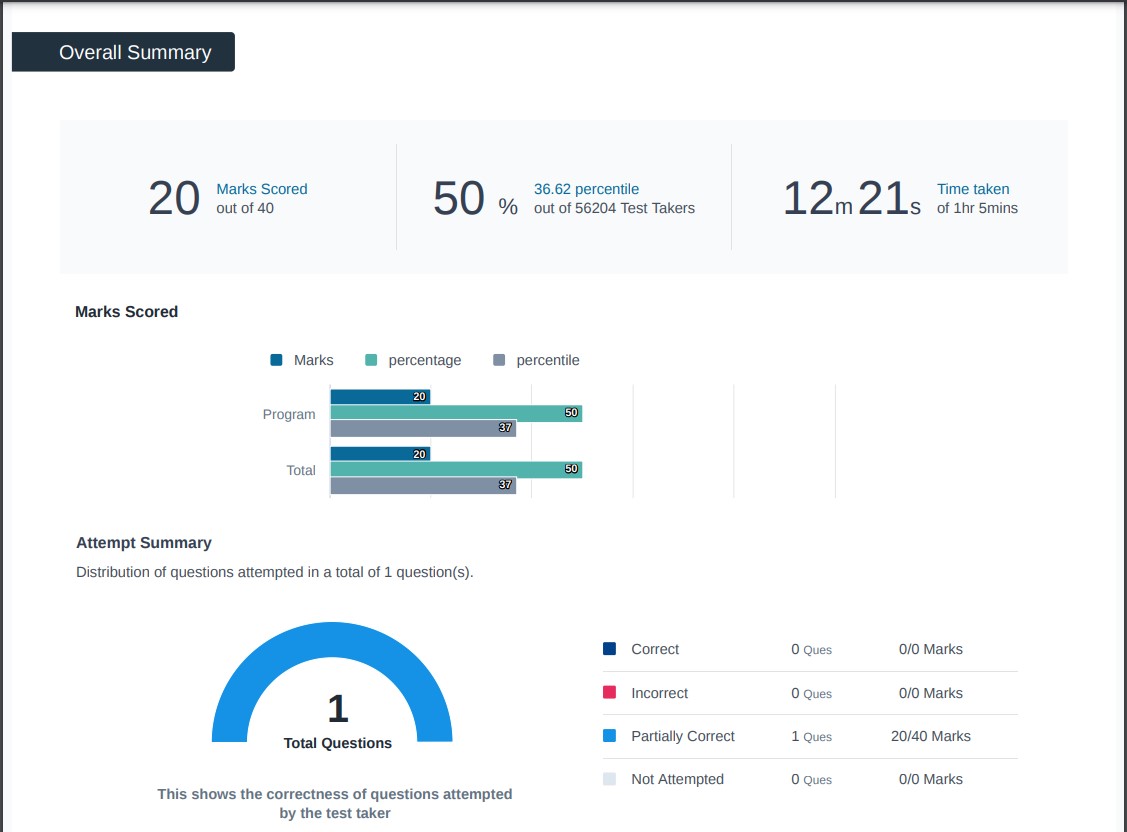 Overall Summary
20 Marks Scored
out of 40
50 % 36.62 percentile
out of 56204 Test Takers
12m 21s Time taken
of 1hr 5mins
Marks Scored
Marks percentage percentile
Program 20
50
37
Total 20
50
37
Attempt Summary
Distribution of questions attempted in a total of 1 question(s).
1
Total Questions
This shows the correctness of questions attempted
by the test taker
Correct 0 Ques 0/0 Marks
Incorrect 0 Ques 0/0 Marks
Partially Correct 1 Ques 20/40 Marks
Not Attempted 0 Ques 0/0 Marks